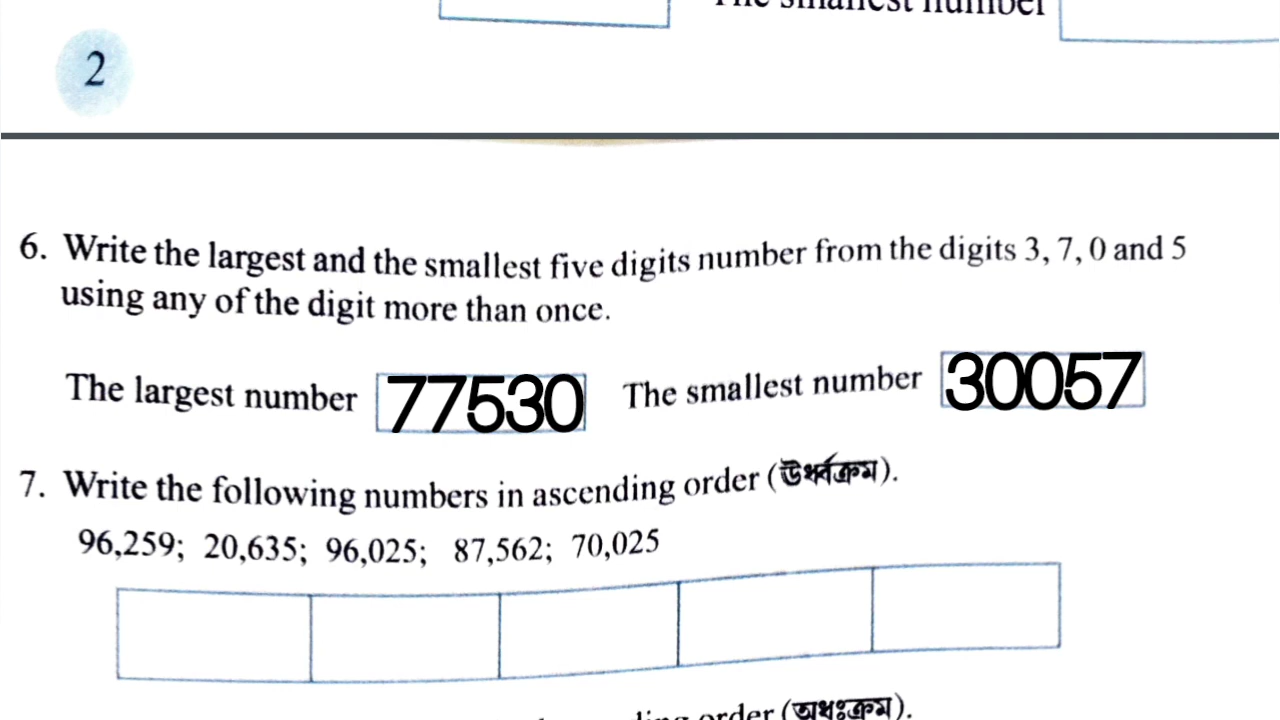 The smallest number
2
6. Write the largest and the smallest five digits number from the digits 3, 7, 0 and 5
using any of the digit more than once.
The largest number 77530 The smallest number 30057
7. Write the following numbers in ascending order (ঊর্ধ্বক্রম).
96,259; 20,635; 96,025; 87,562; 70,025
order (অধঃক্রম).